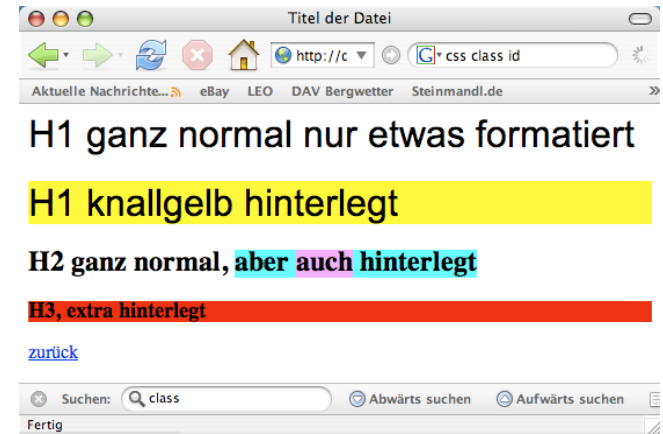 Titel der Datei
http://c css class id
Aktuelle Nachrichte... eBay LEO DAV Bergwetter Steinmandl.de »
H1 ganz normal nur etwas formatiert
H1 knallgelb hinterlegt
H2 ganz normal, aber auch hinterlegt
H3, extra hinterlegt
zurück
Suchen: class Abwärts suchen Aufwärts suchen
Fertig